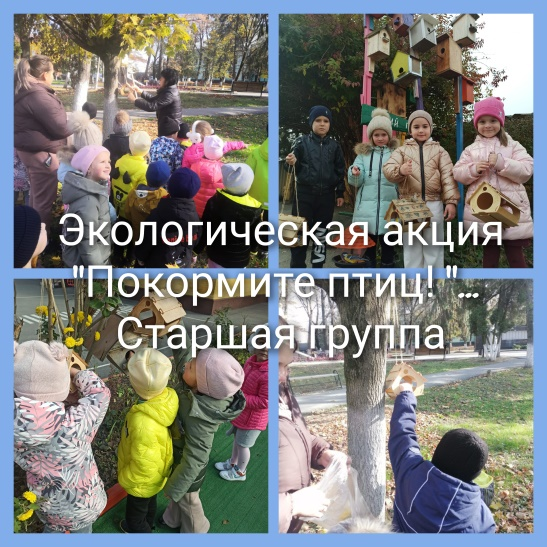 Экологическая акция
"Покормите птиц! "...
Старшая группа